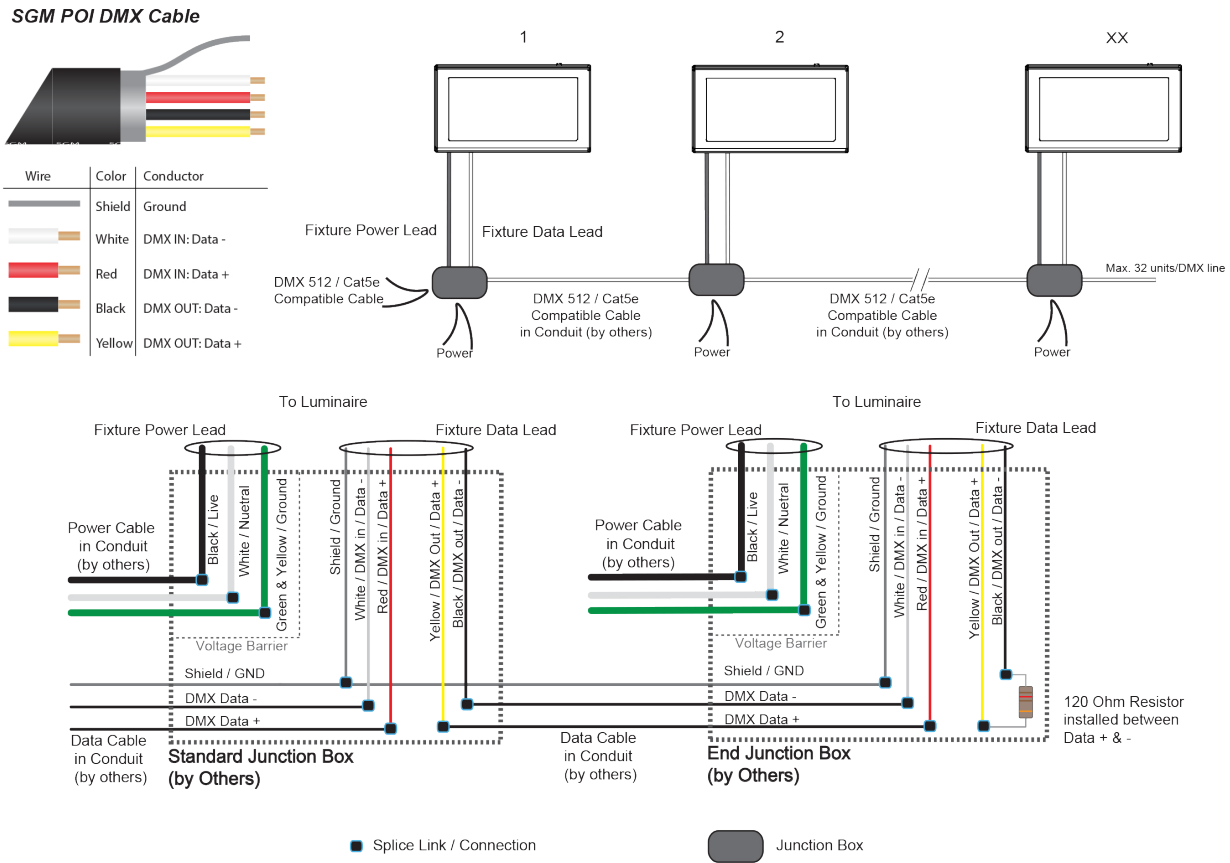 SGM POI DMX Cable
Wire Color Conductor
Shield Ground
White DMX IN: Data -
Red DMX IN: Data +
Black DMX OUT: Data -
Yellow DMX OUT: Data +
1
2
XX
Fixture Power Lead
Fixture Data Lead
DMX 512 / Cat5e
Compatible Cable
Power
DMX 512 / Cat5e
Compatible Cable
in Conduit (by others)
Power
DMX 512 / Cat5e
Compatible Cable
in Conduit (by others)
Power
Max. 32 units/DMX line
To Luminaire
Fixture Power Lead
Fixture Data Lead
Power Cable
in Conduit
(by others)
Black / Live
White / Nuetral
Green & Yellow / Ground
Voltage Barrier
Shield / Ground
White / DMX in / Data -
Red / DMX in / Data +
Yellow / DMX Out / Data +
Black / DMX out / Data -
Shield / GND
DMX Data -
DMX Data +
Data Cable
in Conduit
(by others)
Standard Junction Box
(by Others)
To Luminaire
Fixture Power Lead
Fixture Data Lead
Power Cable
in Conduit
(by others)
Black / Live
White / Nuetral
Green & Yellow / Ground
Voltage Barrier
Shield / Ground
White / DMX in / Data -
Red / DMX in / Data +
Yellow / DMX Out / Data +
Black / DMX out / Data -
Shield / GND
DMX Data -
DMX Data +
Data Cable
in Conduit
(by others)
End Junction Box
(by Others)
120 Ohm Resistor
installed between
Data + & -
Splice Link / Connection
Junction Box